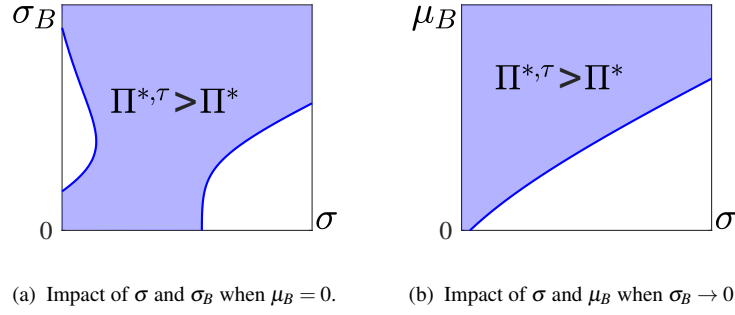 σ_B
Π^{*,τ} > Π^*
0
σ
(a) Impact of σ and σ_B when μ_B = 0.
μ_B
Π^{*,τ} > Π^*
0
σ
(b) Impact of σ and μ_B when σ_B → 0